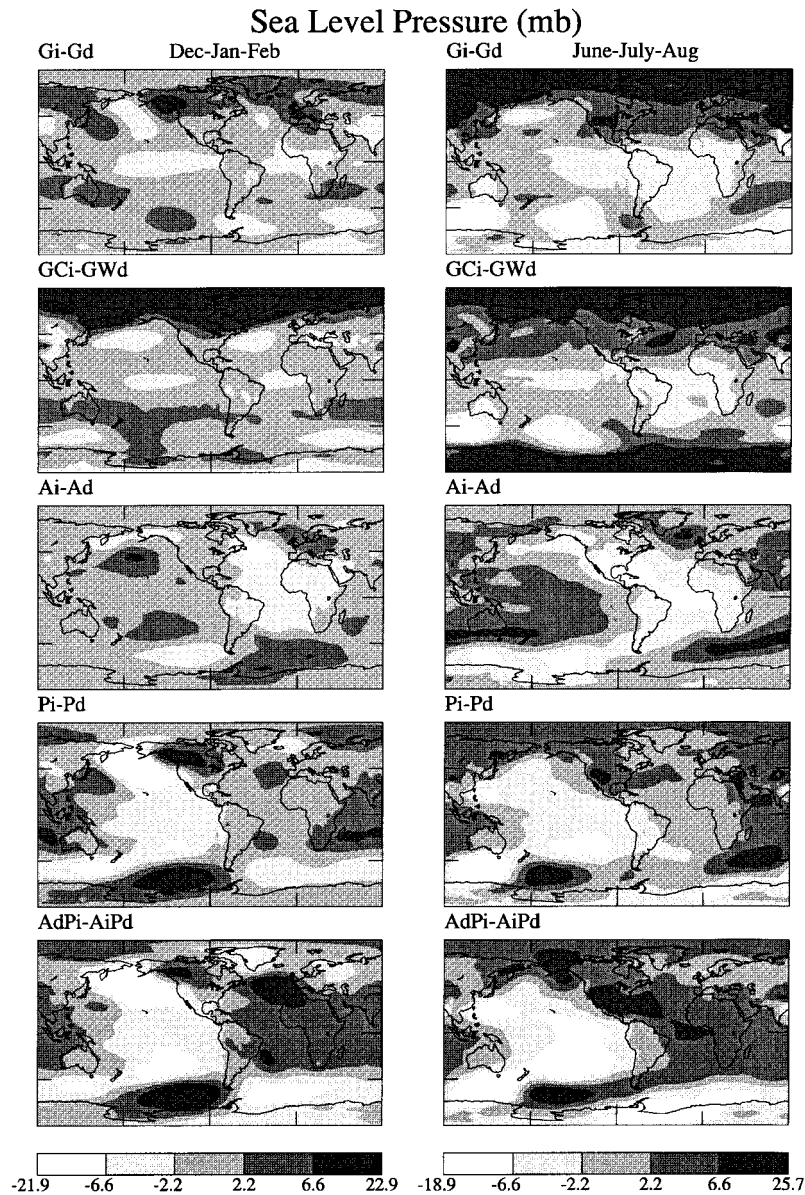 Sea Level Pressure (mb)
Gi-Gd Dec-Jan-Feb Gi-Gd June-July-Aug
GCi-GWd GCi-GWd
Ai-Ad Ai-Ad
Pi-Pd Pi-Pd
AdPi-AiPd AdPi-AiPd
-21.9 -6.6 -2.2 2.2 6.6 22.9 -18.9 -6.6 -2.2 2.2 6.6 25.7